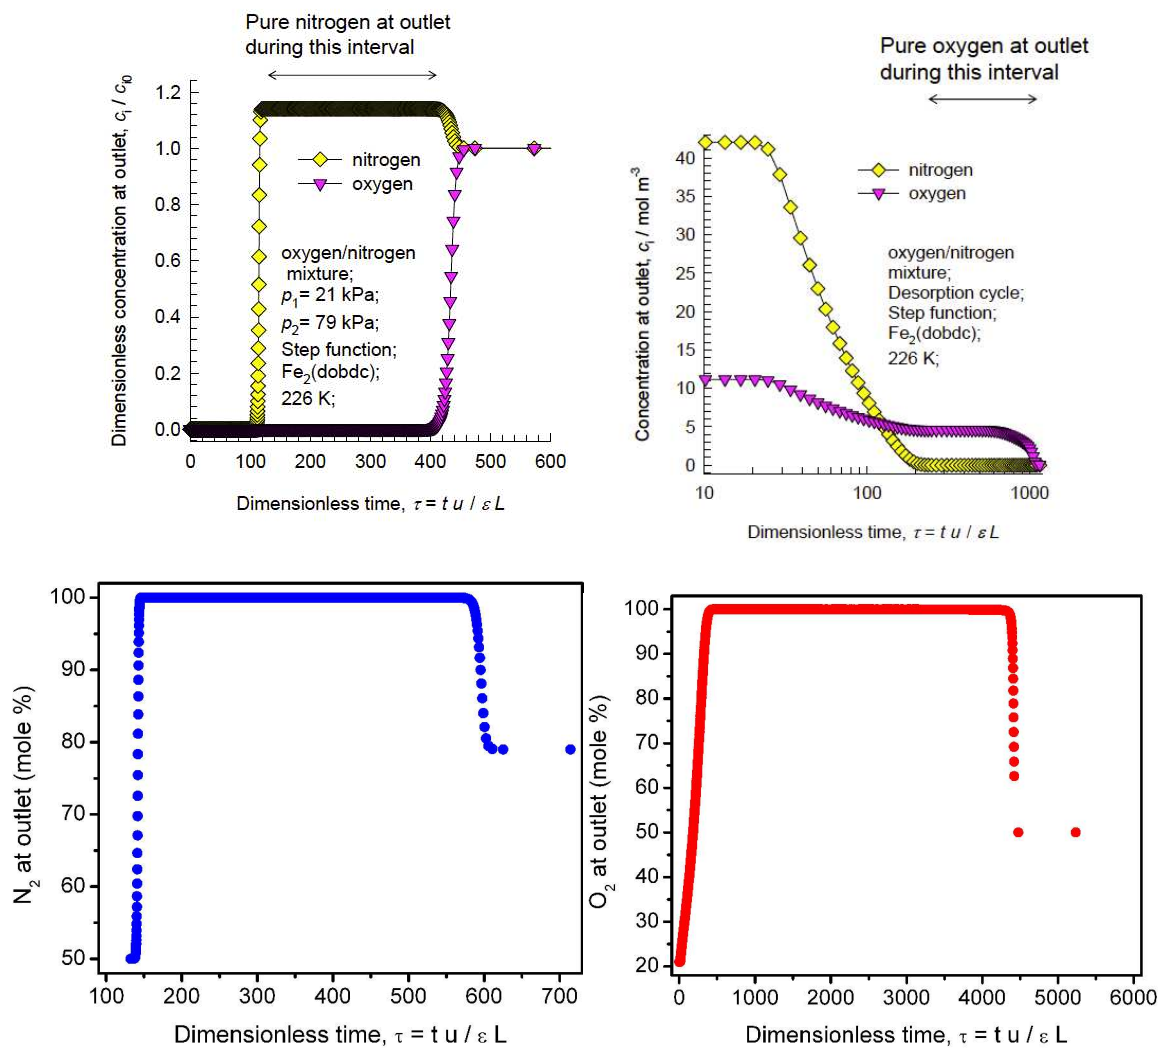 Pure nitrogen at outlet
during this interval
Dimensionless concentration at outlet, c_i / c_i0
1.2
1.0
0.8
0.6
0.4
0.2
0.0
nitrogen
oxygen
oxygen/nitrogen
mixture;
p₁= 21 kPa;
p₂= 79 kPa;
Step function;
Fe₂(dobdc);
226 K;
0 100 200 300 400 500 600
Dimensionless time, τ = t u / ε L
Pure oxygen at outlet
during this interval
Concentration at outlet, c_i / mol m⁻³
40
35
30
25
20
15
10
5
0
nitrogen
oxygen
oxygen/nitrogen
mixture;
Desorption cycle;
Step function;
Fe₂(dobdc);
226 K;
10 100 1000
Dimensionless time, τ = t u / ε L
N₂ at outlet (mole %)
100
90
80
70
60
50
100 200 300 400 500 600 700
Dimensionless time, τ = t u / ε L
O₂ at outlet (mole %)
100
90
80
70
60
50
40
30
20
0 1000 2000 3000 4000 5000 6000
Dimensionless time, τ = t u / ε L